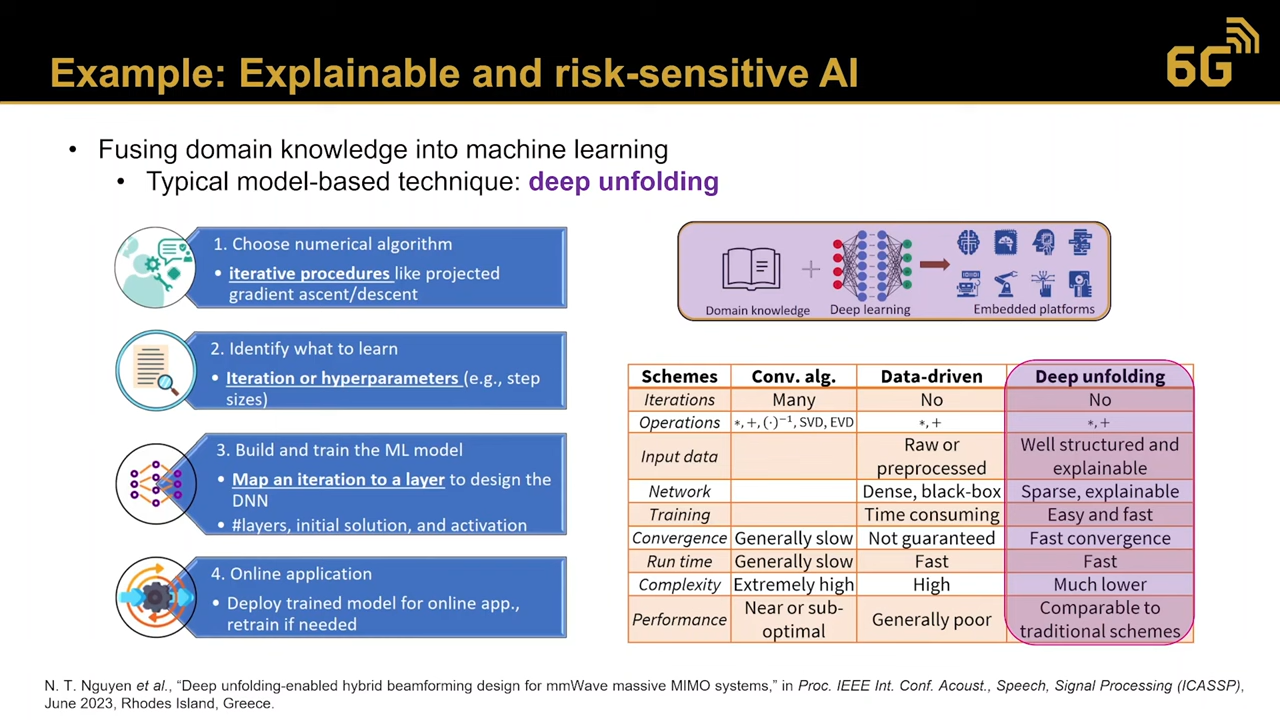 Example: Explainable and risk-sensitive AI
6G
• Fusing domain knowledge into machine learning
• Typical model-based technique: deep unfolding
1. Choose numerical algorithm
• iterative procedures like projected
gradient ascent/descent
2. Identify what to learn
• Iteration or hyperparameters (e.g., step
sizes)
3. Build and train the ML model
• Map an iteration to a layer to design the
DNN
• #layers, initial solution, and activation
4. Online application
• Deploy trained model for online app.,
retrain if needed
Domain knowledge Deep learning Embedded platforms
Schemes Conv. alg. Data-driven Deep unfolding
Iterations Many No No
Operations *, +, (·)⁻¹, SVD, EVD *, + *, +
Input data Raw or preprocessed Well structured and explainable
Network Dense, black-box Sparse, explainable
Training Time consuming Easy and fast
Convergence Generally slow Not guaranteed Fast convergence
Run time Generally slow Fast Fast
Complexity Extremely high High Much lower
Performance Near or sub-optimal Generally poor Comparable to traditional schemes
N. T. Nguyen et al., “Deep unfolding-enabled hybrid beamforming design for mmWave massive MIMO systems,” in Proc. IEEE Int. Conf. Acoust., Speech, Signal Processing (ICASSP),
June 2023, Rhodes Island, Greece.